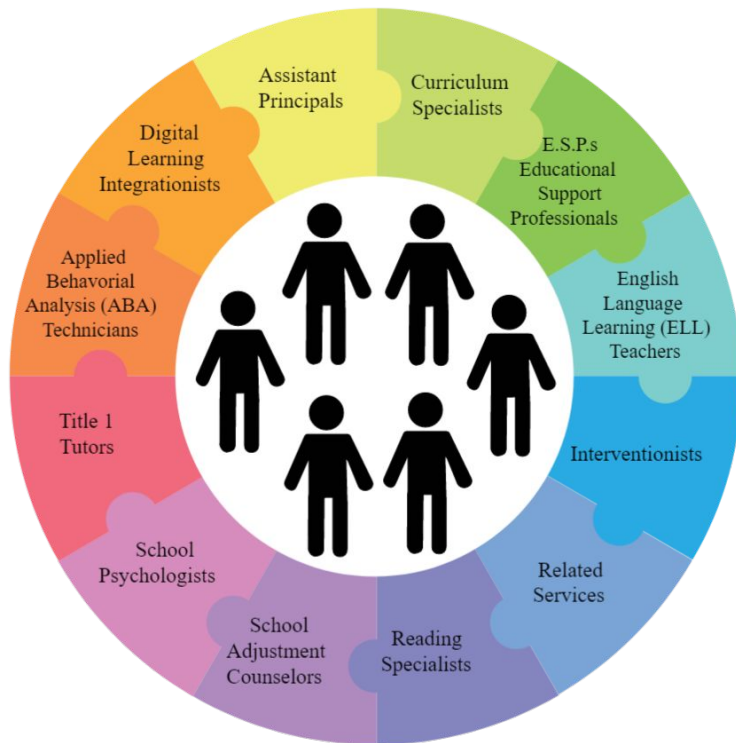 Assistant
Principals
Curriculum
Specialists
E.S.P.s
Educational
Support
Professionals
English
Language
Learning (ELL)
Teachers
Interventionists
Related
Services
Reading
Specialists
School
Adjustment
Counselors
School
Psychologists
Title 1
Tutors
Applied
Behavorial
Analysis (ABA)
Technicians
Digital
Learning
Integrationists